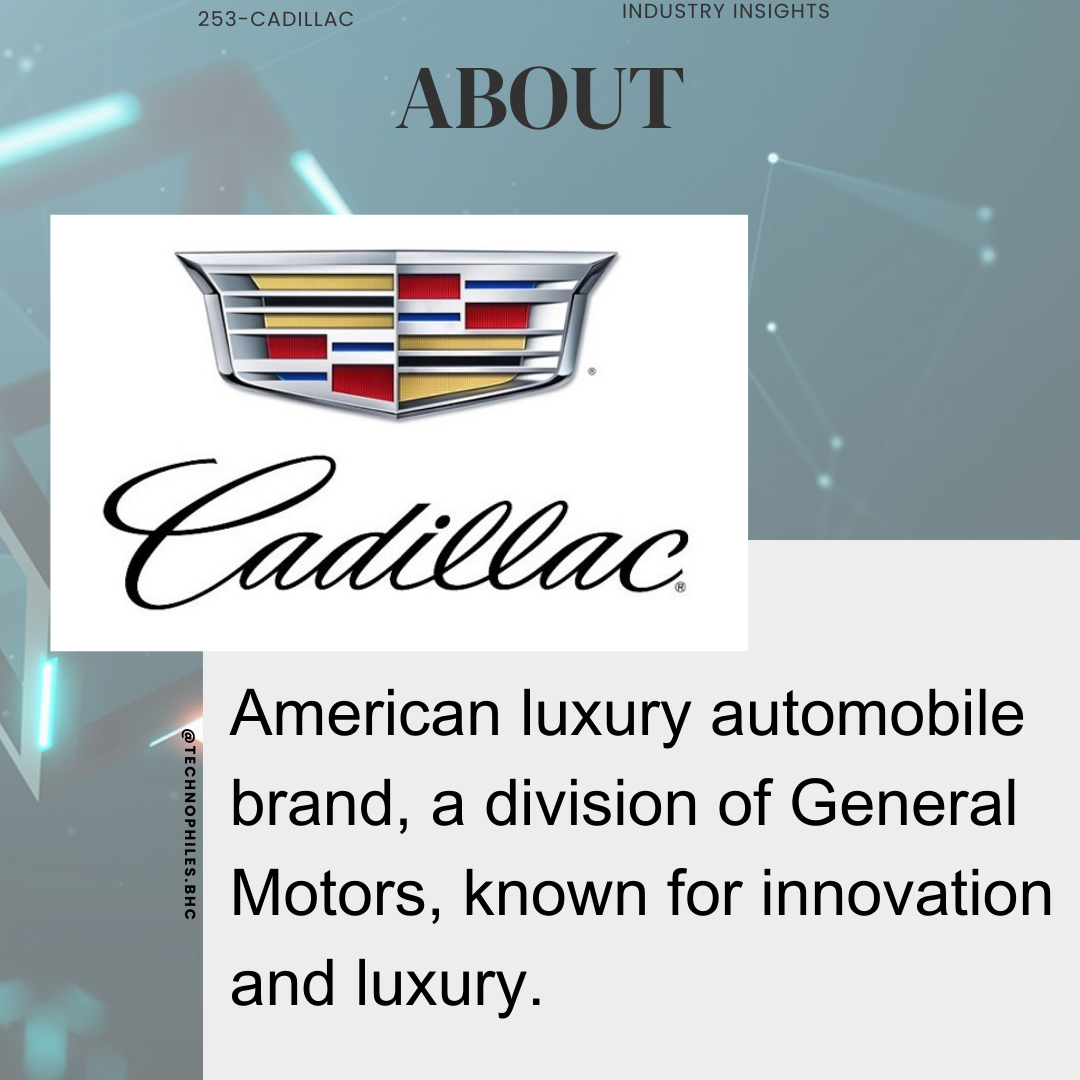 253-CADILLAC
INDUSTRY INSIGHTS
ABOUT
®
Cadillac®
American luxury automobile
brand, a division of General
Motors, known for innovation
and luxury.
@TECHNOPHILES.BHC